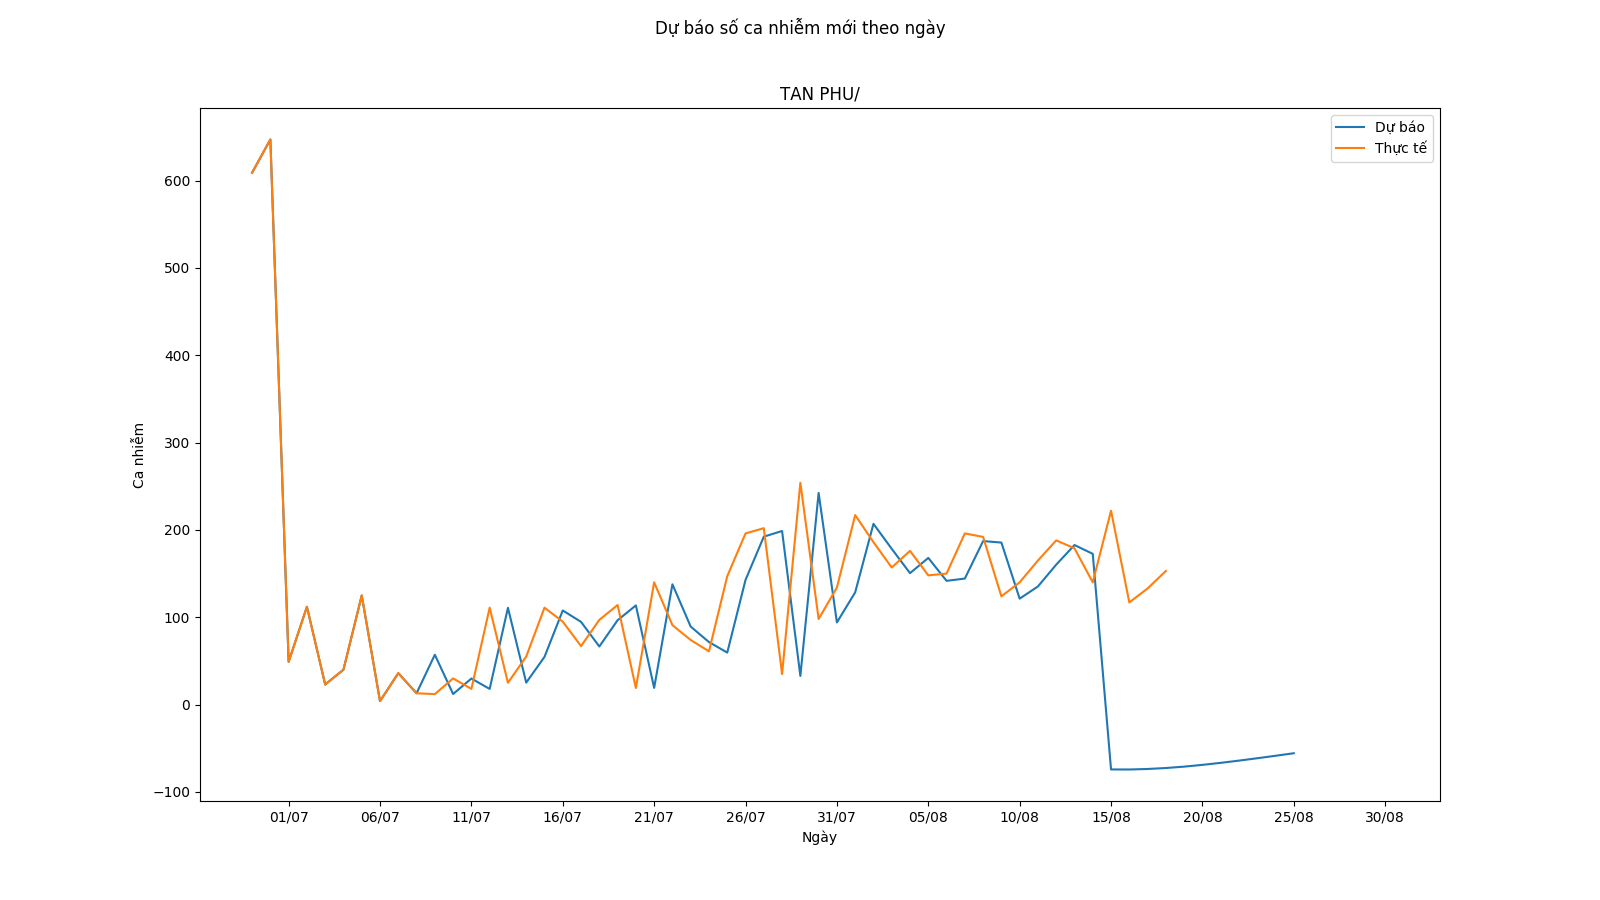 Dự báo số ca nhiễm mới theo ngày
TAN PHU/
Dự báo
Thực tế
600
500
400
300
200
100
0
−100
Ca nhiễm
01/07 06/07 11/07 16/07 21/07 26/07 31/07 05/08 10/08 15/08 20/08 25/08 30/08
Ngày